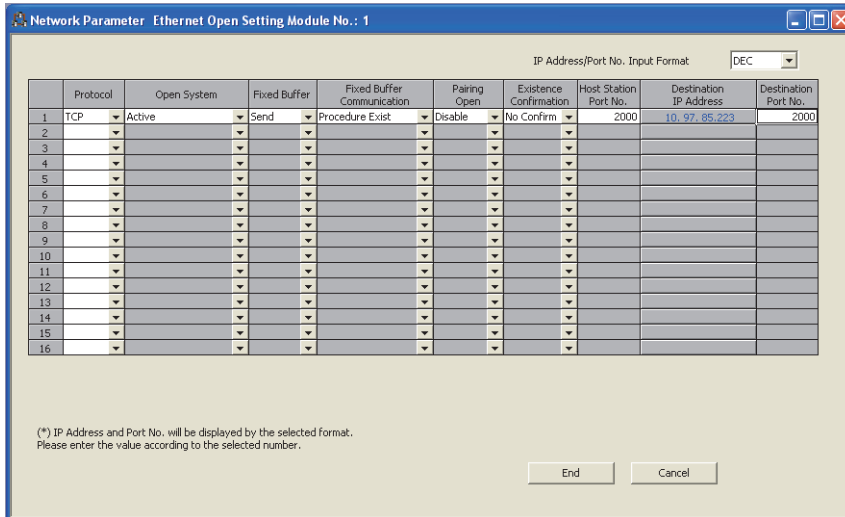 Network Parameter Ethernet Open Setting Module No.: 1
IP Address/Port No. Input Format DEC
Protocol Open System Fixed Buffer Fixed Buffer Communication Pairing Open Existence Confirmation Host Station Port No. Destination IP Address Destination Port No.
1 TCP Active Send Procedure Exist Disable No Confirm 2000 10. 97. 85.223 2000
2
3
4
5
6
7
8
9
10
11
12
13
14
15
16
(*) IP Address and Port No. will be displayed by the selected format.
Please enter the value according to the selected number.
End Cancel